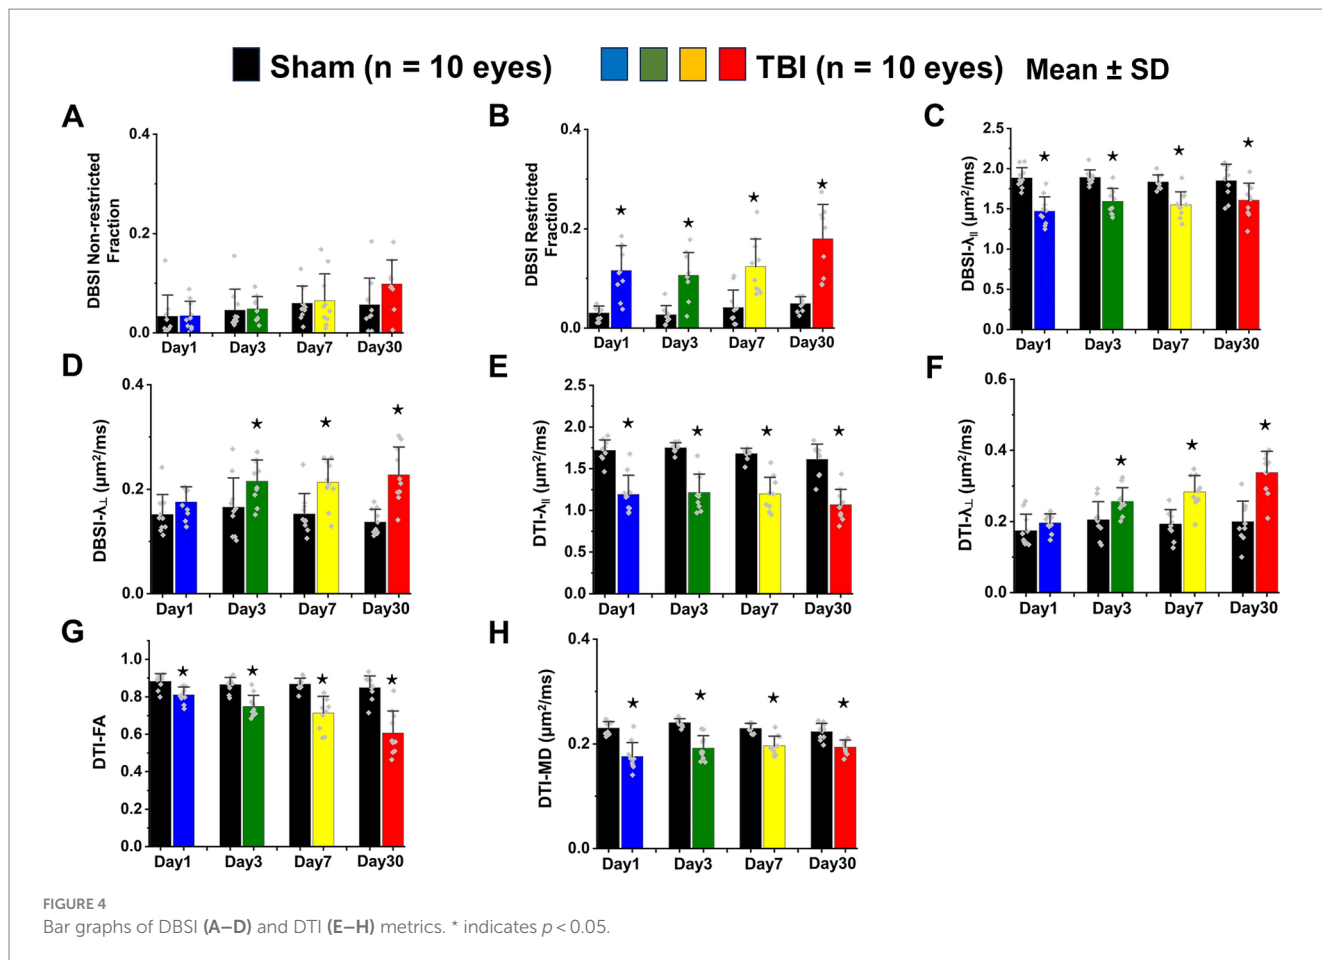 Sham (n = 10 eyes) TBI (n = 10 eyes) Mean ± SD
A
DBSI Non-restricted
Fraction
0.4
0.2
0.0
Day1 Day3 Day7 Day30
B
DBSI Restricted
Fraction
0.4
0.2
0.0
★ ★ ★ ★
Day1 Day3 Day7 Day30
C
DBSI-λ|| (µm²/ms)
2.5
2.0
1.5
1.0
0.5
0.0
★ ★ ★ ★
Day1 Day3 Day7 Day30
D
DBSI-λ⊥ (µm²/ms)
0.4
0.2
0.0
★ ★ ★
Day1 Day3 Day7 Day30
E
DTI-λ|| (µm²/ms)
2.5
2.0
1.5
1.0
0.5
0.0
★ ★ ★ ★
Day1 Day3 Day7 Day30
F
DTI-λ⊥ (µm²/ms)
0.6
0.4
0.2
0.0
★ ★ ★
Day1 Day3 Day7 Day30
G
DTI-FA
1.0
0.8
0.6
0.4
0.2
0.0
★ ★ ★ ★
Day1 Day3 Day7 Day30
H
DTI-MD (µm²/ms)
0.4
0.2
0.0
★ ★ ★ ★
Day1 Day3 Day7 Day30
FIGURE 4
Bar graphs of DBSI (A–D) and DTI (E–H) metrics. * indicates p < 0.05.